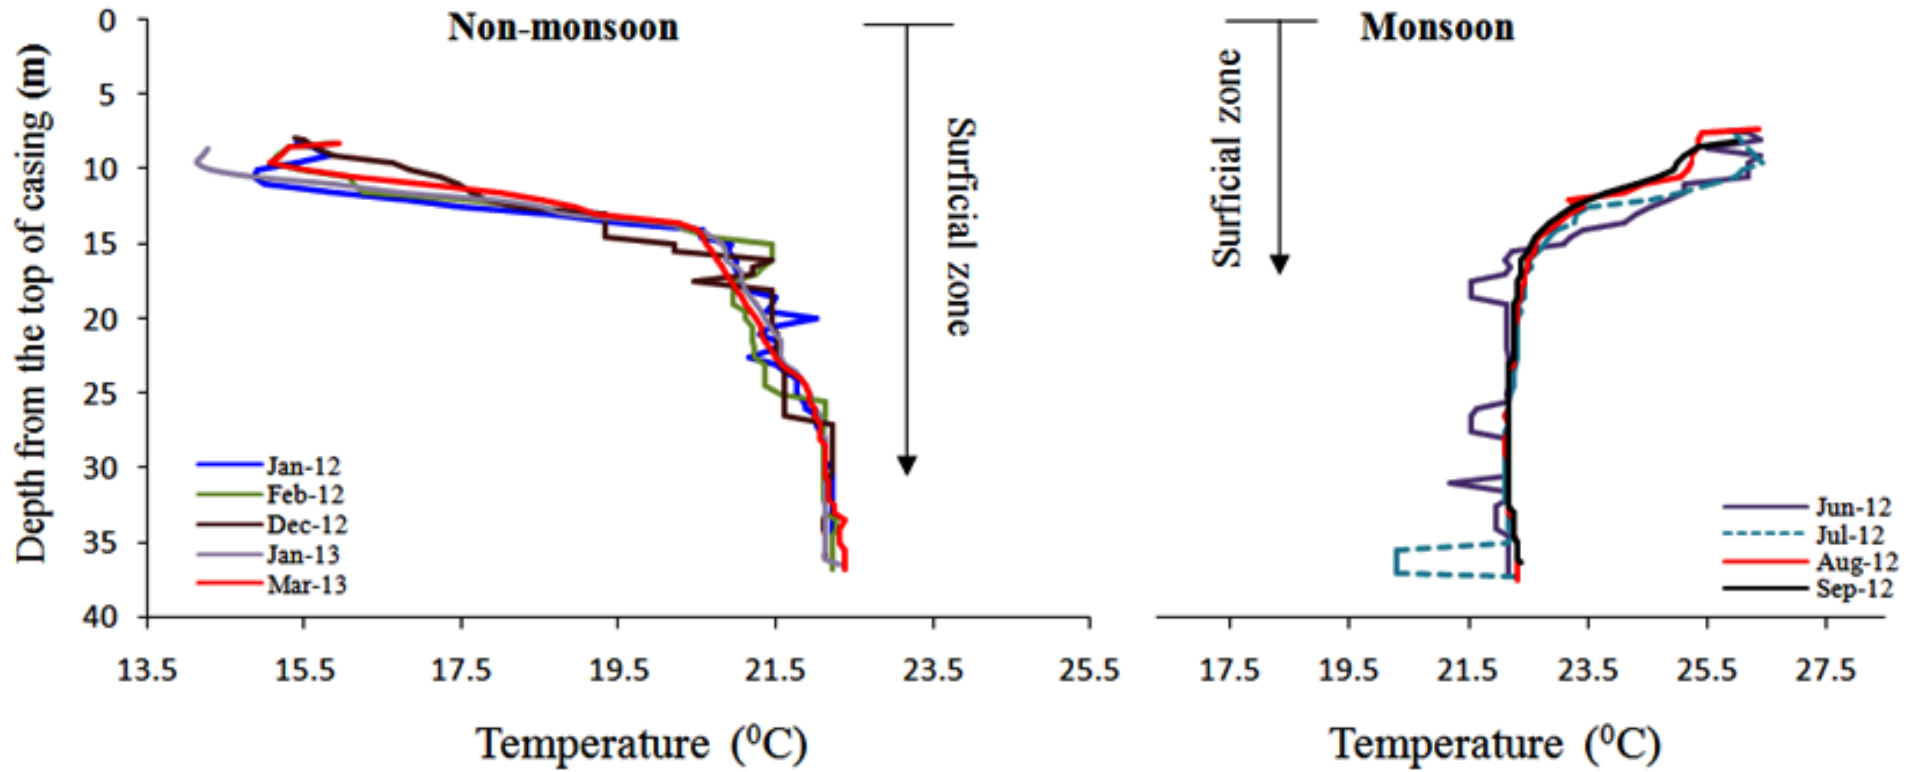 Non-monsoon
Monsoon
Depth from the top of casing (m)
0
5
10
15
20
25
30
35
40
Surficial zone
Surficial zone
Jan-12
Feb-12
Dec-12
Jan-13
Mar-13
Jun-12
Jul-12
Aug-12
Sep-12
13.5 15.5 17.5 19.5 21.5 23.5 25.5
17.5 19.5 21.5 23.5 25.5 27.5
Temperature (⁰C)
Temperature (⁰C)